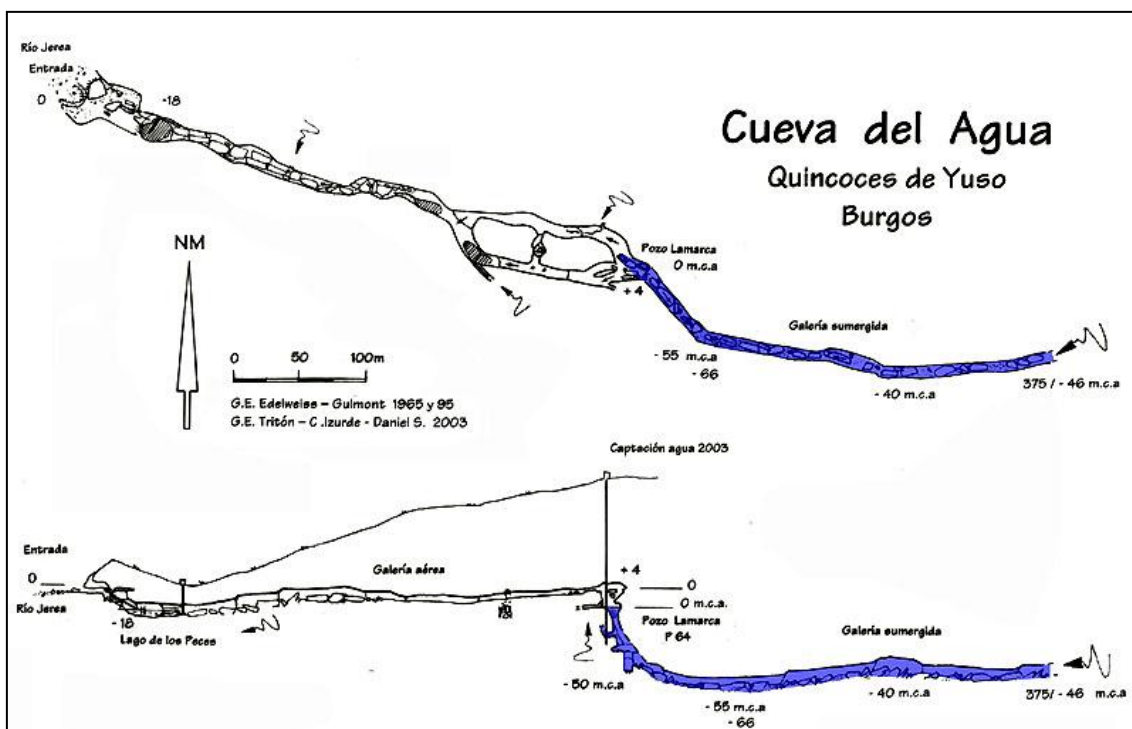 Río Jerea
Entrada
0
-18
Cueva del Agua
Quincoces de Yuso
Burgos
NM
Pozo Lamarca
0 m.c.a
+ 4
Galería sumergida
0 50 100m
- 55 m.c.a
- 66
- 40 m.c.a
375 / - 46 m.c.a
G.E. Edelweiss – Guimont 1965 y 95
G.E. Tritón – C .Izurde - Daniel S. 2003
Captación agua 2003
Entrada
0
Río Jerea
-18
Lago de los Peces
Galería aérea
+ 4
0
0 m.c.a.
Pozo Lamarca
P 64
Galería sumergida
- 50 m.c.a
- 55 m.c.a
- 66
- 40 m.c.a
375/ - 46 m.c.a